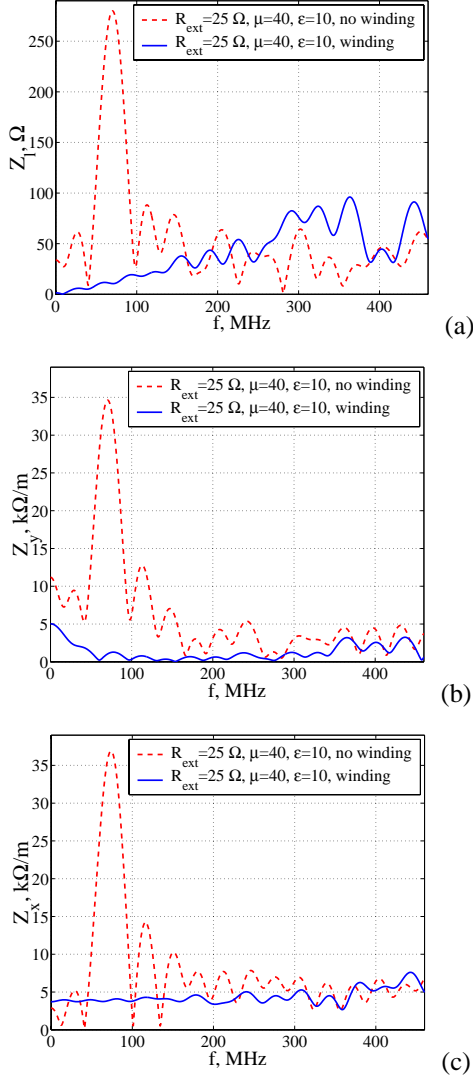 R_ext=25 Ω, μ=40, ε=10, no winding
R_ext=25 Ω, μ=40, ε=10, winding
250
200
150
100
50
0
Z_l, Ω
0 100 200 300 400
f, MHz
(a)
R_ext=25 Ω, μ=40, ε=10, no winding
R_ext=25 Ω, μ=40, ε=10, winding
35
30
25
20
15
10
5
0
Z_y, kΩ/m
0 100 200 300 400
f, MHz
(b)
R_ext=25 Ω, μ=40, ε=10, no winding
R_ext=25 Ω, μ=40, ε=10, winding
35
30
25
20
15
10
5
0
Z_x, kΩ/m
0 100 200 300 400
f, MHz
(c)